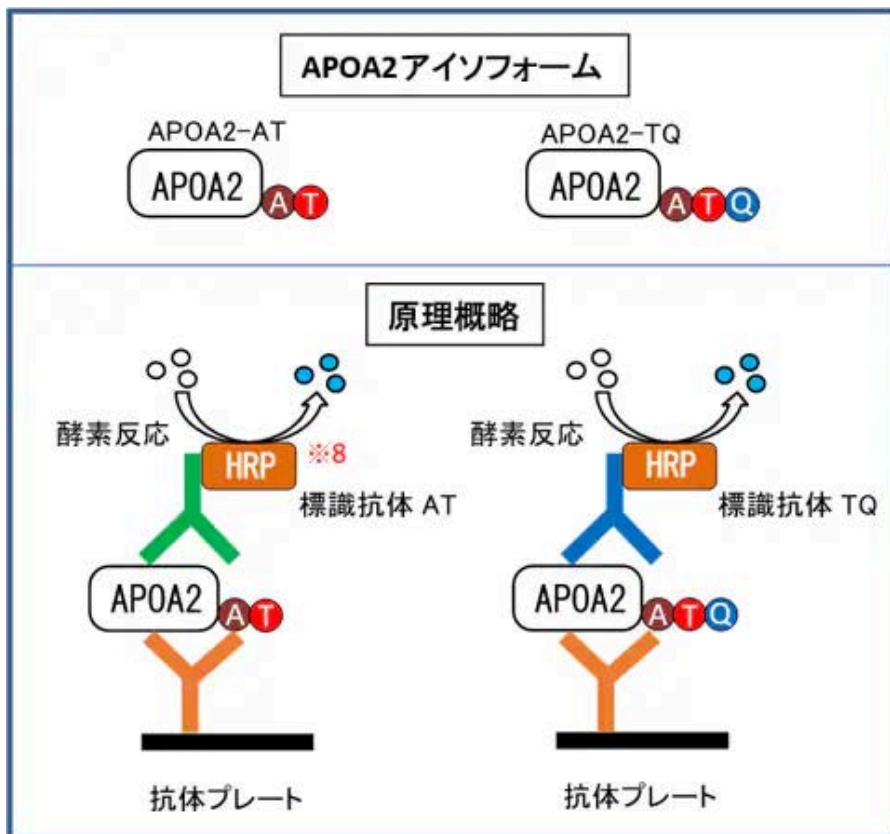 APOA2アイソフォーム
APOA2-AT
APOA2-TQ
APOA2 A T
APOA2 A T Q
原理概略
酵素反応
HRP ※8
標識抗体 AT
酵素反応
HRP
標識抗体 TQ
APOA2 A T
APOA2 A T Q
抗体プレート
抗体プレート